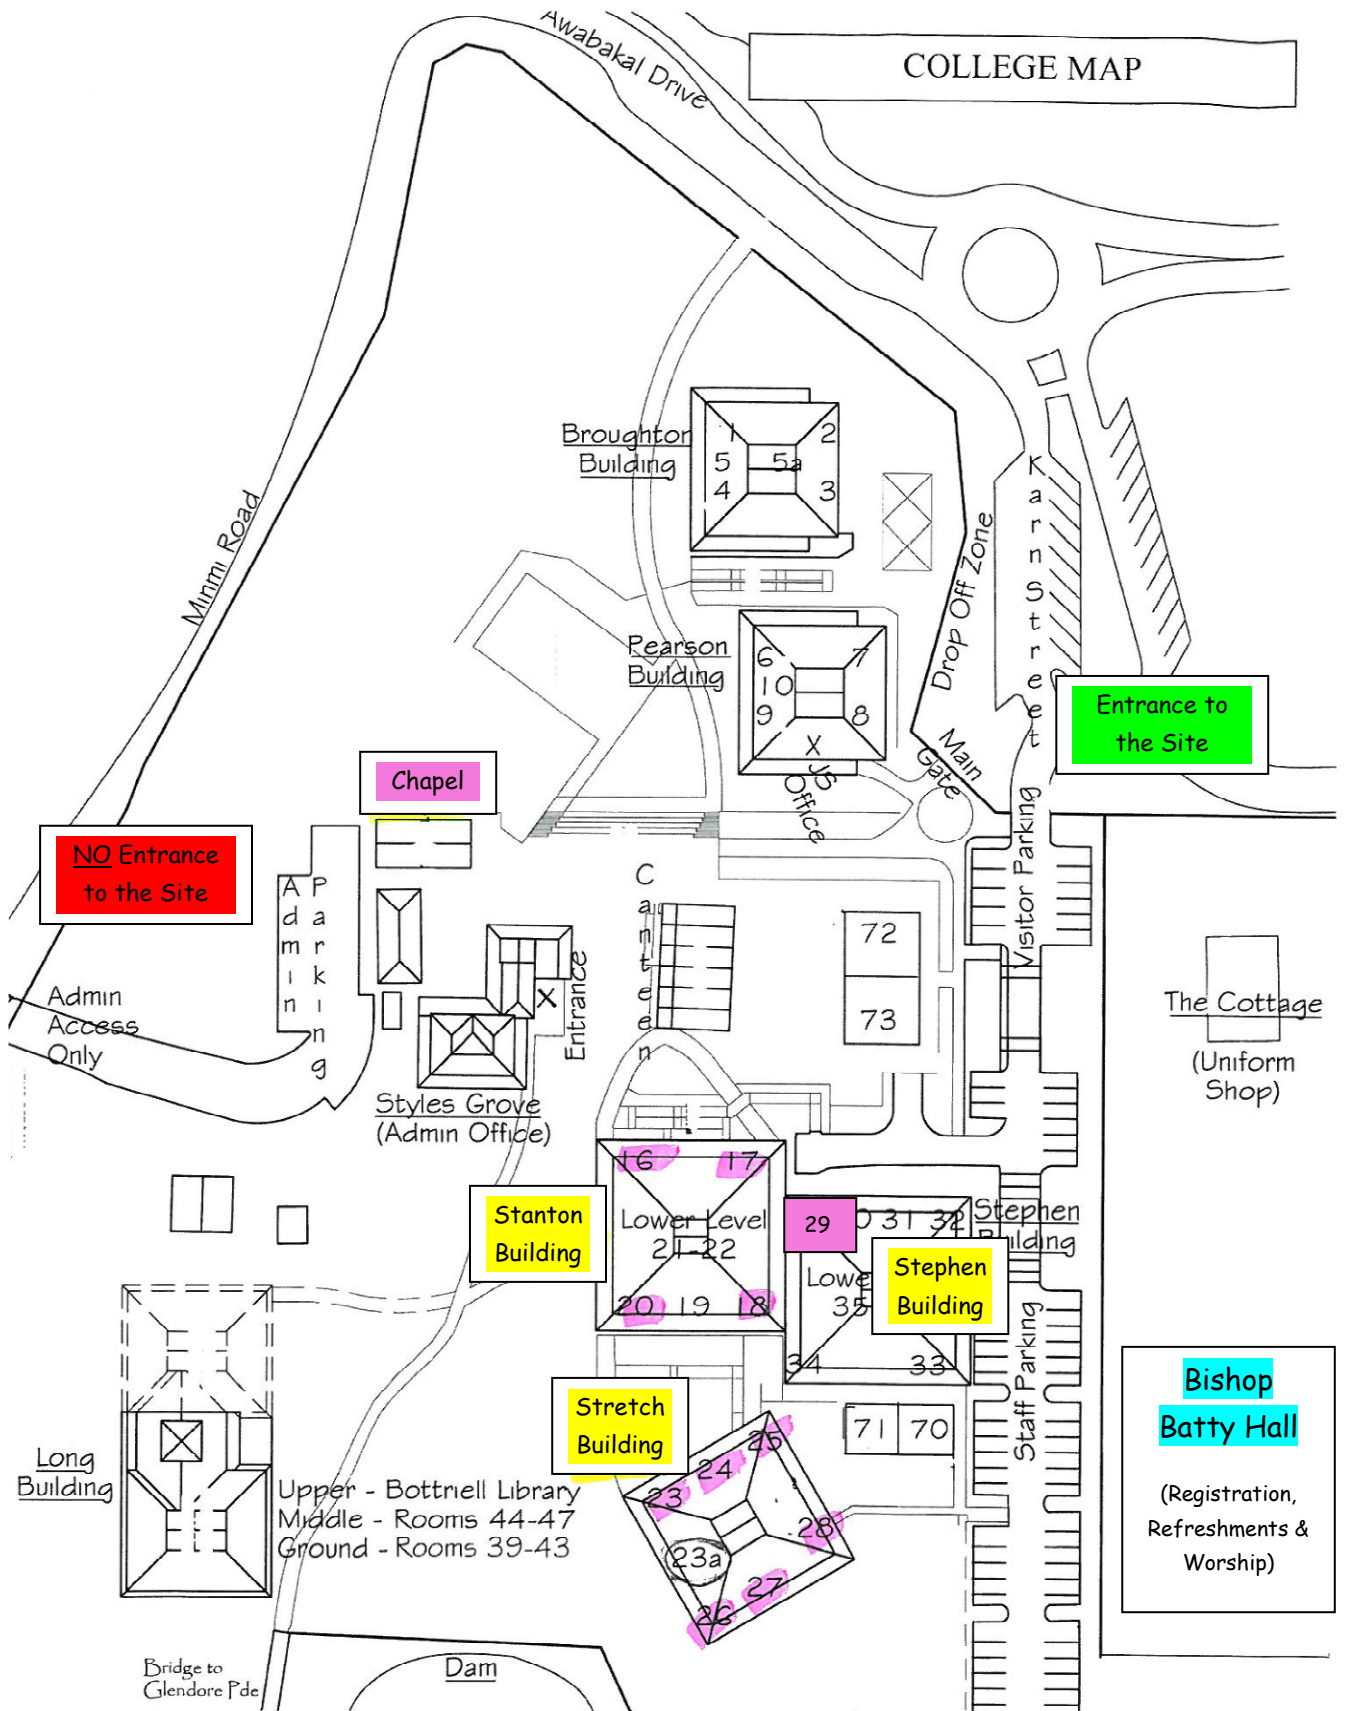 COLLEGE MAP
Awabakal Drive
Minmi Road
Broughton
Building
1
2
5
5a
4
3
Karn Street
Drop Off Zone
Pearson
Building
6
7
10
9
8
X JS
Office
Main
Gate
Entrance to
the Site
Chapel
NO Entrance
to the Site
Admin
Parking
Visitor Parking
Canteen
72
73
Entrance
X
Admin
Access
Only
The Cottage
(Uniform
Shop)
Styles Grove
(Admin Office)
16
17
Stanton
Building
Lower Level
21-22
20 19 18
29
0 31 32
Stephen
Building
Lowe
35
Stephen
Building
34
33
Staff Parking
Stretch
Building
71 70
25
24
23
28
23a
27
26
Bishop
Batty Hall
(Registration,
Refreshments &
Worship)
Long
Building
Upper - Bottriell Library
Middle - Rooms 44-47
Ground - Rooms 39-43
Bridge to
Glendore Pde
Dam